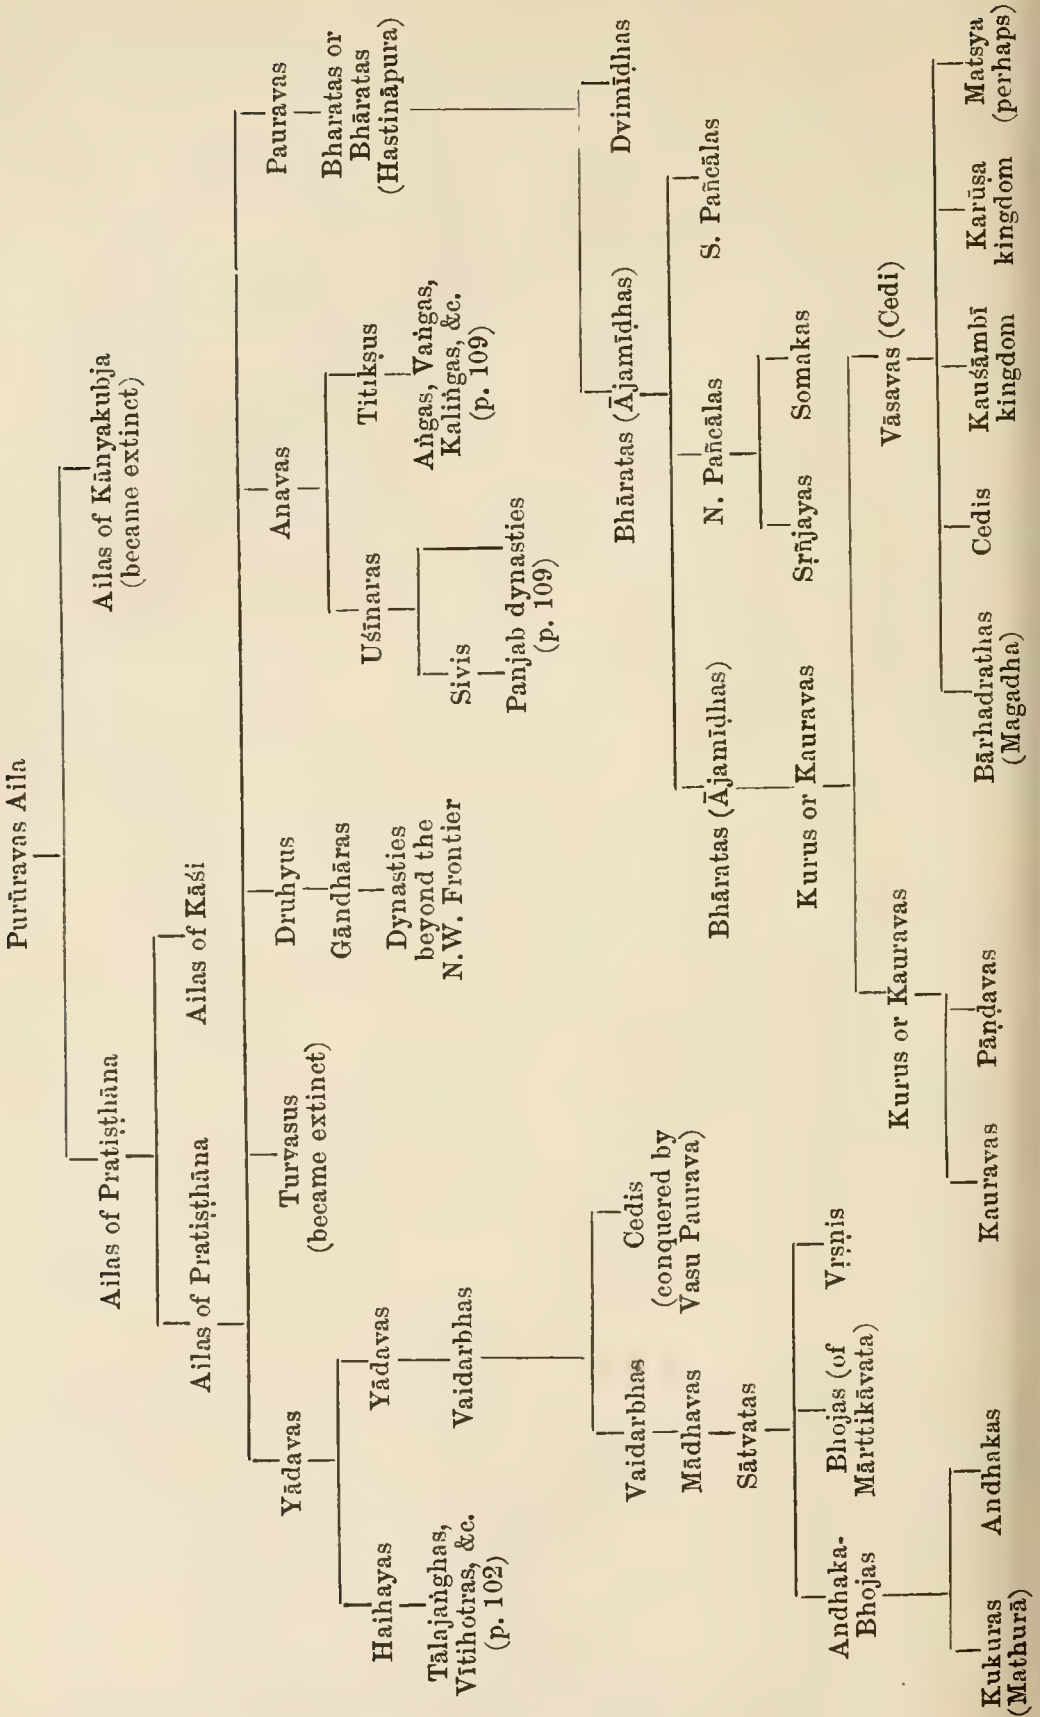 Purūravas Aila
Ailas of Pratiṣṭhāna
Ailas of Kānyakubja
(became extinct)
Ailas of Pratiṣṭhāna
Ailas of Kāśi
Yādavas
Turvasus
(became extinct)
Druhyus
Gāndhāras
Dynasties
beyond the
N.W. Frontier
Anavas
Pauravas
Bharatas or
Bhāratas
(Hastināpura)
Haihayas
Tālajaṅghas,
Vītihotras, &c.
(p. 102)
Yādavas
Vaidarbhas
Uśīnaras
Titikṣus
Sivis
Panjab dynasties
(p. 109)
Aṅgas, Vaṅgas,
Kaliṅgas, &c.
(p. 109)
Vaidarbhas
Mādhavas
Sātvatas
Cedis
(conquered by
Vasu Paurava)
Bhāratas (Ājamīḍhas)
Dvimīḍhas
Bhāratas (Ājamīḍhas)
N. Pañcālas
S. Pañcālas
Kurus or Kauravas
Sṛñjayas
Somakas
Andhaka-
Bhojas
Bhojas (of
Mārttikāvata)
Vṛṣṇis
Kurus or Kauravas
Vāsavas (Cedi)
Kukuras
(Mathurā)
Andhakas
Kauravas
Pāṇḍavas
Bārhadrathas
(Magadha)
Cedis
Kauśāmbī
kingdom
Karūṣa
kingdom
Matsya
(perhaps)